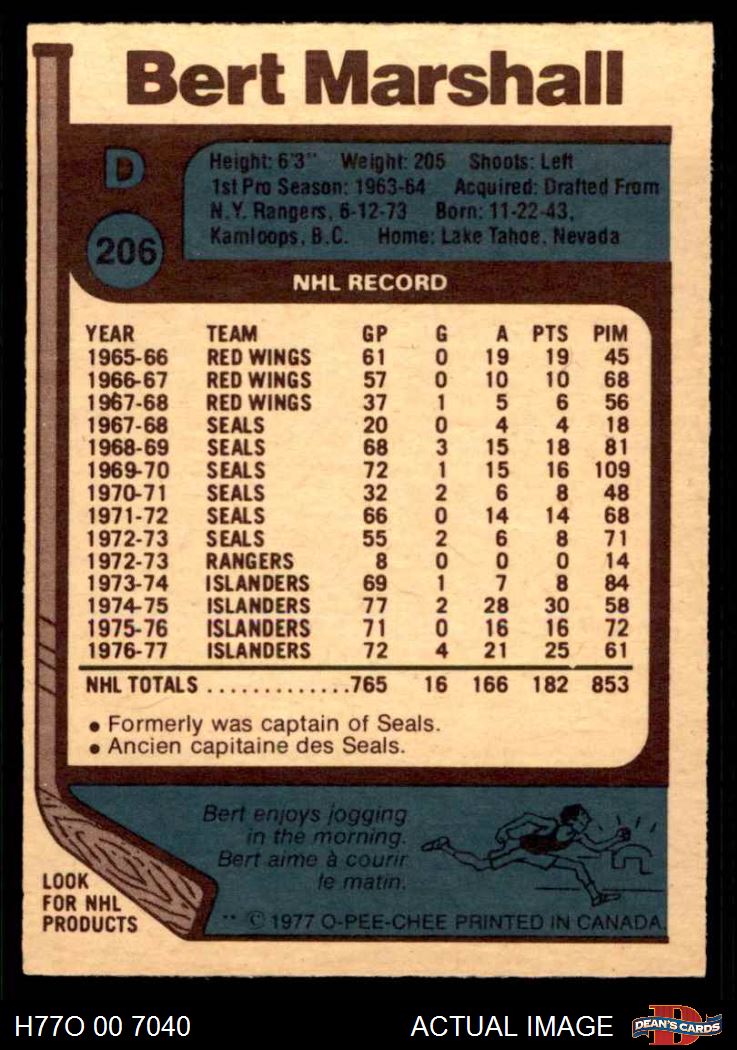 Bert Marshall
D
206
Height: 6'3" Weight: 205 Shoots: Left
1st Pro Season: 1963-64 Acquired: Drafted From
N.Y. Rangers, 6-12-73 Born: 11-22-43,
Kamloops, B.C. Home: Lake Tahoe, Nevada
NHL RECORD
YEAR TEAM GP G A PTS PIM
1965-66 RED WINGS 61 0 19 19 45
1966-67 RED WINGS 57 0 10 10 68
1967-68 RED WINGS 37 1 5 6 56
1967-68 SEALS 20 0 4 4 18
1968-69 SEALS 68 3 15 18 81
1969-70 SEALS 72 1 15 16 109
1970-71 SEALS 32 2 6 8 48
1971-72 SEALS 66 0 14 14 68
1972-73 SEALS 55 2 6 8 71
1972-73 RANGERS 8 0 0 0 14
1973-74 ISLANDERS 69 1 7 8 84
1974-75 ISLANDERS 77 2 28 30 58
1975-76 ISLANDERS 71 0 16 16 72
1976-77 ISLANDERS 72 4 21 25 61
NHL TOTALS .............765 16 166 182 853
• Formerly was captain of Seals.
• Ancien capitaine des Seals.
Bert enjoys jogging
in the morning.
Bert aime à courir
le matin.
LOOK
FOR NHL
PRODUCTS
** © 1977 O-PEE-CHEE PRINTED IN CANADA
H77O 00 7040 ACTUAL IMAGE
D
DEAN'S CARDS